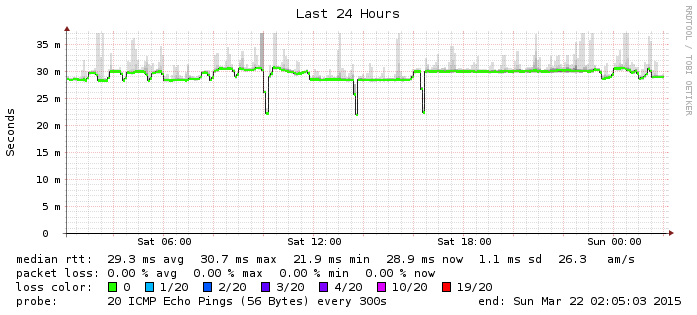 Last 24 Hours
RRDTOOL / TOBI OETIKER
Seconds
35 m
30 m
25 m
20 m
15 m
10 m
5 m
0
Sat 06:00 Sat 12:00 Sat 18:00 Sun 00:00
median rtt: 29.3 ms avg 30.7 ms max 21.9 ms min 28.9 ms now 1.1 ms sd 26.3 am/s
packet loss: 0.00 % avg 0.00 % max 0.00 % min 0.00 % now
loss color: 0 1/20 2/20 3/20 4/20 10/20 19/20
probe: 20 ICMP Echo Pings (56 Bytes) every 300s end: Sun Mar 22 02:05:03 2015